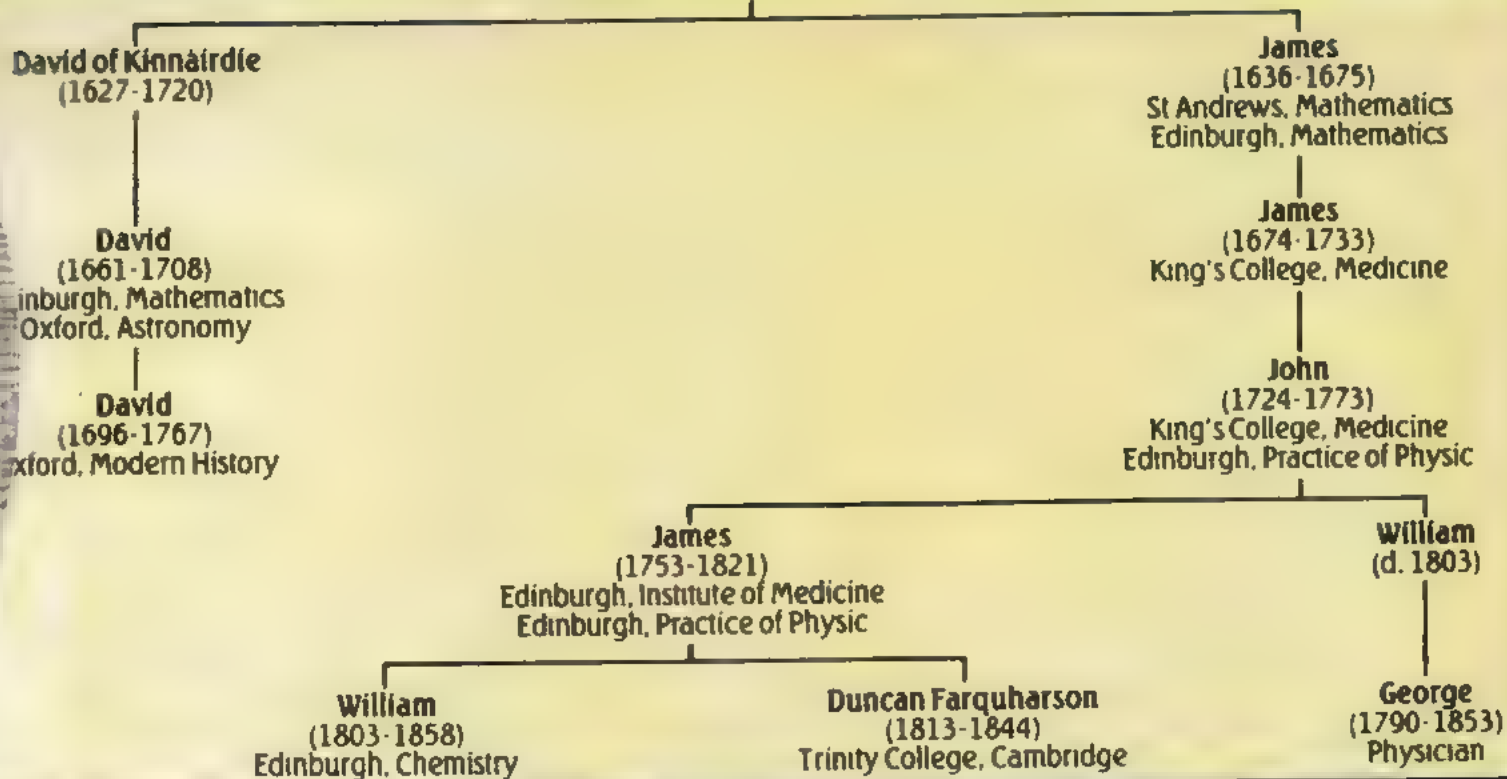 David of Kinnairdie
(1627-1720)
James
(1636-1675)
St Andrews, Mathematics
Edinburgh, Mathematics
David
(1661-1708)
inburgh, Mathematics
Oxford, Astronomy
James
(1674-1733)
King's College, Medicine
David
(1696-1767)
xford, Modern History
John
(1724-1773)
King's College, Medicine
Edinburgh, Practice of Physic
James
(1753-1821)
Edinburgh, Institute of Medicine
Edinburgh, Practice of Physic
William
(d. 1803)
William
(1803-1858)
Edinburgh, Chemistry
Duncan Farquharson
(1813-1844)
Trinity College, Cambridge
George
(1790-1853)
Physician